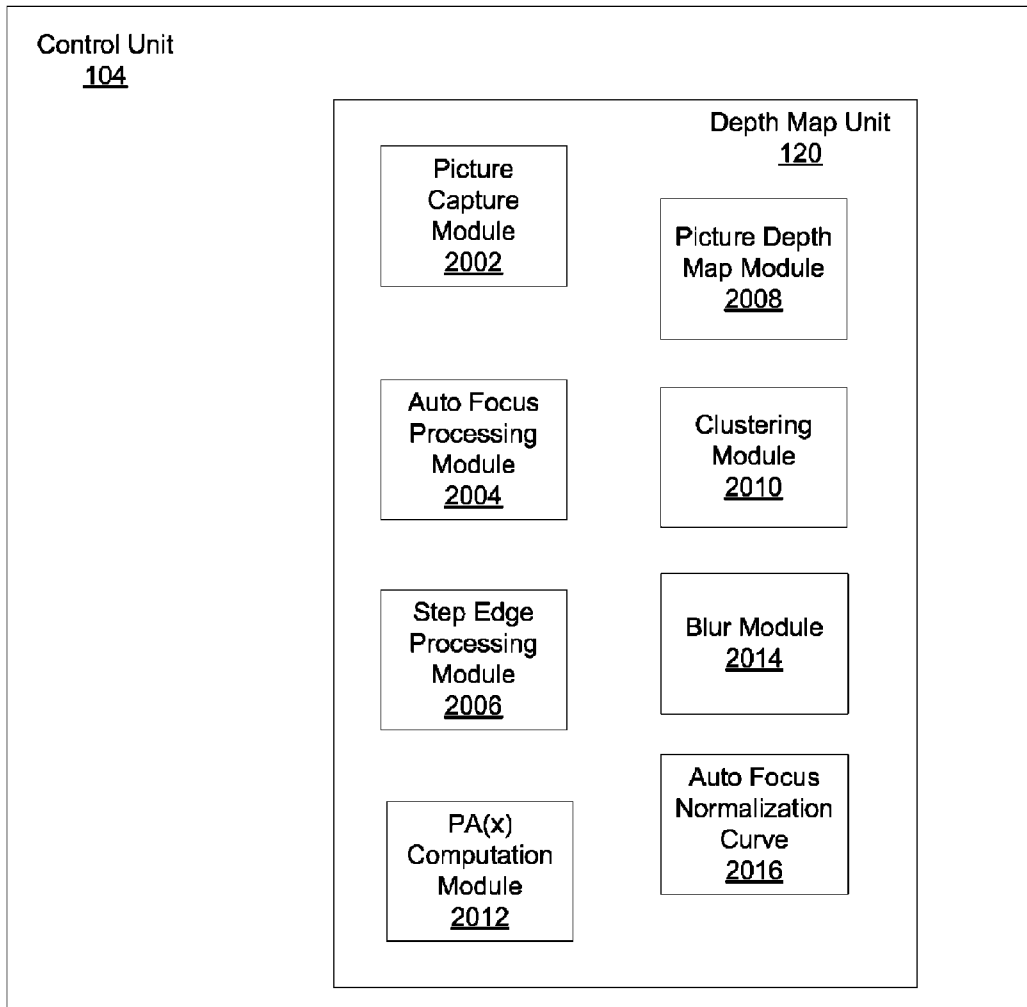 Control Unit
104
Depth Map Unit
120
Picture
Capture
Module
2002
Picture Depth
Map Module
2008
Auto Focus
Processing
Module
2004
Clustering
Module
2010
Step Edge
Processing
Module
2006
Blur Module
2014
PA(x)
Computation
Module
2012
Auto Focus
Normalization
Curve
2016